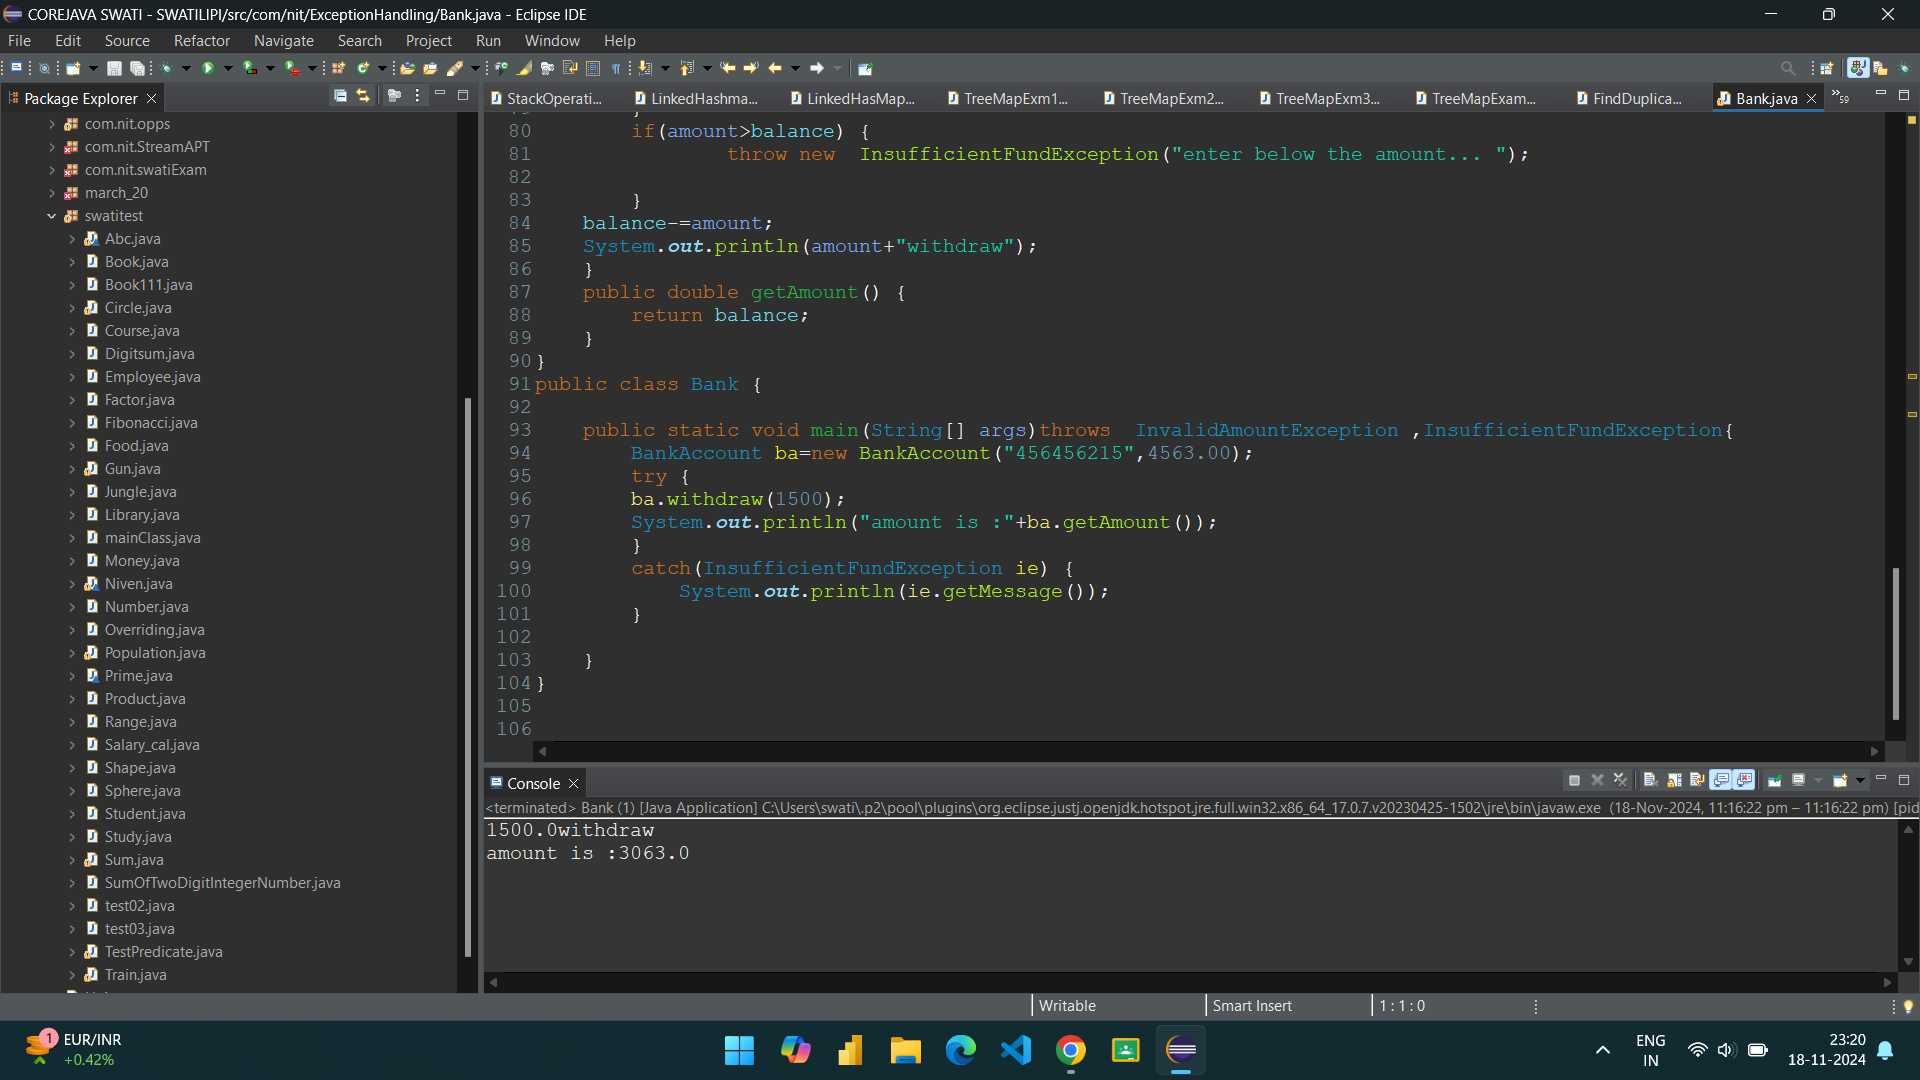 COREJAVA SWATI - SWATILIPI/src/com/nit/ExceptionHandling/Bank.java - Eclipse IDE
File Edit Source Refactor Navigate Search Project Run Window Help
Package Explorer
com.nit.opps
com.nit.StreamAPT
com.nit.swatiExam
march_20
swatitest
Abc.java
Book.java
Book111.java
Circle.java
Course.java
Digitsum.java
Employee.java
Factor.java
Fibonacci.java
Food.java
Gun.java
Jungle.java
Library.java
mainClass.java
Money.java
Niven.java
Number.java
Overriding.java
Population.java
Prime.java
Product.java
Range.java
Salary_cal.java
Shape.java
Sphere.java
Student.java
Study.java
Sum.java
SumOfTwoDigitIntegerNumber.java
test02.java
test03.java
TestPredicate.java
Train.java
StackOperati... LinkedHashma... LinkedHasMap... TreeMapExm1... TreeMapExm2... TreeMapExm3... TreeMapExam... FindDuplica... Bank.java »59
80 if(amount>balance) {
81 throw new InsufficientFundException("enter below the amount... ");
82
83 }
84 balance-=amount;
85 System.out.println(amount+"withdraw");
86 }
87 public double getAmount() {
88 return balance;
89 }
90 }
91 public class Bank {
92
93 public static void main(String[] args)throws InvalidAmountException ,InsufficientFundException{
94 BankAccount ba=new BankAccount("456456215",4563.00);
95 try {
96 ba.withdraw(1500);
97 System.out.println("amount is :"+ba.getAmount());
98 }
99 catch(InsufficientFundException ie) {
100 System.out.println(ie.getMessage());
101 }
102
103 }
104 }
105
106
Console
<terminated> Bank (1) [Java Application] C:\Users\swati\.p2\pool\plugins\org.eclipse.justj.openjdk.hotspot.jre.full.win32.x86_64_17.0.7.v20230425-1502\jre\bin\javaw.exe (18-Nov-2024, 11:16:22 pm – 11:16:22 pm) [pid
1500.0withdraw
amount is :3063.0
Writable Smart Insert 1 : 1 : 0
1 EUR/INR
+0.42%
ENG
IN
23:20
18-11-2024